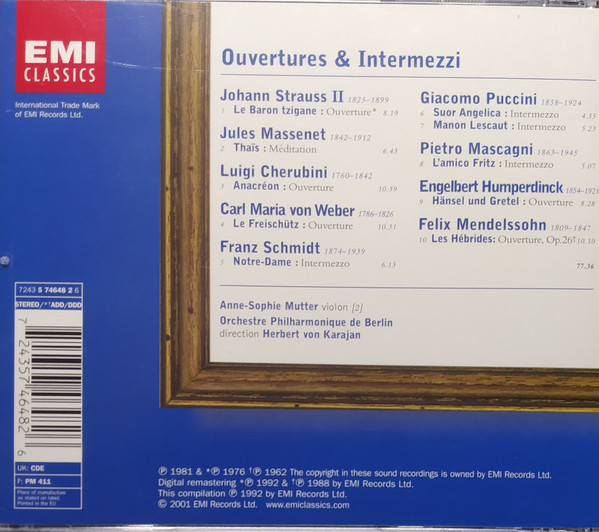 EMI
CLASSICS
International Trade Mark
of EMI Records Ltd.
Ouvertures & Intermezzi
Johann Strauss II 1825-1899
1 Le Baron tzigane : Ouverture* 8.19
Jules Massenet 1842-1912
2 Thaïs : Méditation 6.43
Luigi Cherubini 1760-1842
3 Anacréon : Ouverture 10.39
Carl Maria von Weber 1786-1826
4 Le Freischütz : Ouverture 10.31
Franz Schmidt 1874-1939
5 Notre-Dame : Intermezzo 6.13
Giacomo Puccini 1858-1924
6 Suor Angelica : Intermezzo 4.33
7 Manon Lescaut : Intermezzo 5.23
Pietro Mascagni 1863-1945
8 L'amico Fritz : Intermezzo 5.07
Engelbert Humperdinck 1854-1921
9 Hänsel und Gretel : Ouverture 8.28
Felix Mendelssohn 1809-1847
10 Les Hébrides: Ouverture, Op.26† 10.10
77.36
Anne-Sophie Mutter violon [2]
Orchestre Philharmonique de Berlin
direction Herbert von Karajan
7243 5 74648 2 6
STEREO/*†ADD/DDD
7 24357 46482 6
UK: CDE
F: PM 411
Place of manufacture
as stated on label.
Printed in the EU
℗ 1981 & *℗ 1976 †℗ 1962 The copyright in these sound recordings is owned by EMI Records Ltd.
Digital remastering *℗ 1992 & †℗ 1988 by EMI Records Ltd.
This compilation ℗ 1992 by EMI Records Ltd.
© 2001 EMI Records Ltd. www.emiclassics.com